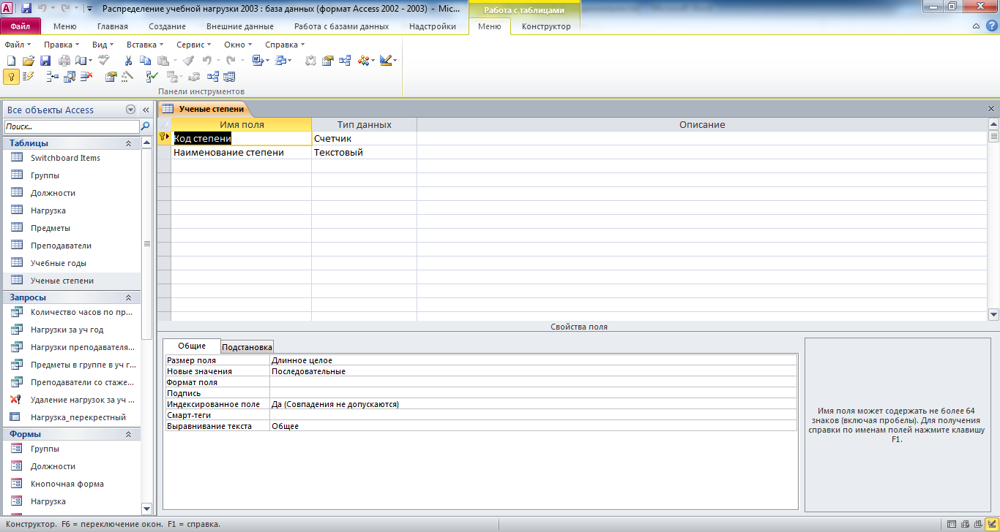 Распределение учебной нагрузки 2003 : база данных (формат Access 2002 - 2003) - Mic...
Работа с таблицами
Файл Меню Главная Создание Внешние данные Работа с базами данных Надстройки Меню Конструктор
Файл Правка Вид Вставка Сервис Окно Справка
Панели инструментов
Все объекты Access
Поиск...
Таблицы
Switchboard Items
Группы
Должности
Нагрузка
Предметы
Преподаватели
Учебные годы
Ученые степени
Запросы
Количество часов по пр...
Нагрузки за уч год
Нагрузки преподавателя...
Предметы в группе в уч г...
Преподаватели со стаже...
Удаление нагрузок за уч ...
Нагрузка_перекрестный
Формы
Группы
Должности
Кнопочная форма
Нагрузка
Ученые степени
Имя поля Тип данных Описание
Код степени Счетчик
Наименование степени Текстовый
Свойства поля
Общие Подстановка
Размер поля Длинное целое
Новые значения Последовательные
Формат поля
Подпись
Индексированное поле Да (Совпадения не допускаются)
Смарт-теги
Выравнивание текста Общее
Имя поля может содержать не более 64
знаков (включая пробелы). Для получения
справки по именам полей нажмите клавишу
F1.
Конструктор. F6 = переключение окон. F1 = справка.